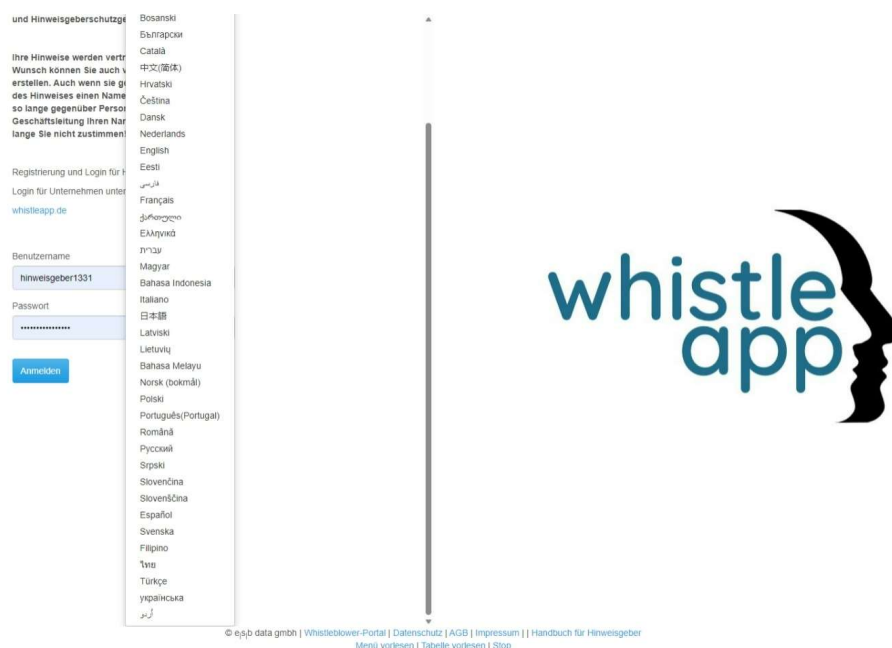 und Hinweisgeberschutzge
Ihre Hinweise werden vertr
Wunsch können Sie auch v
erstellen. Auch wenn sie ge
des Hinweises einen Name
so lange gegenüber Person
Geschäftsleitung Ihren Nam
lange Sie nicht zustimmen!
Registrierung und Login für H
Login für Unternehmen unter
whistleapp.de
Benutzername
hinweisgeber1331
Passwort
Anmelden
Bosanski
Български
Català
中文(简体)
Hrvatski
Čeština
Dansk
Nederlands
English
Eesti
فارسی
Français
ქართული
Ελληνικά
עברית
Magyar
Bahasa Indonesia
Italiano
日本語
Latviski
Lietuvių
Bahasa Melayu
Norsk (bokmål)
Polski
Português(Portugal)
Română
Русский
Srpski
Slovenčina
Slovenščina
Español
Svenska
Filipino
ไทย
Türkçe
українська
اُردو
whistle
app
© e|s|b data gmbh | Whistleblower-Portal | Datenschutz | AGB | Impressum | | Handbuch für Hinweisgeber
Menü vorlesen | Tabelle vorlesen | Stop